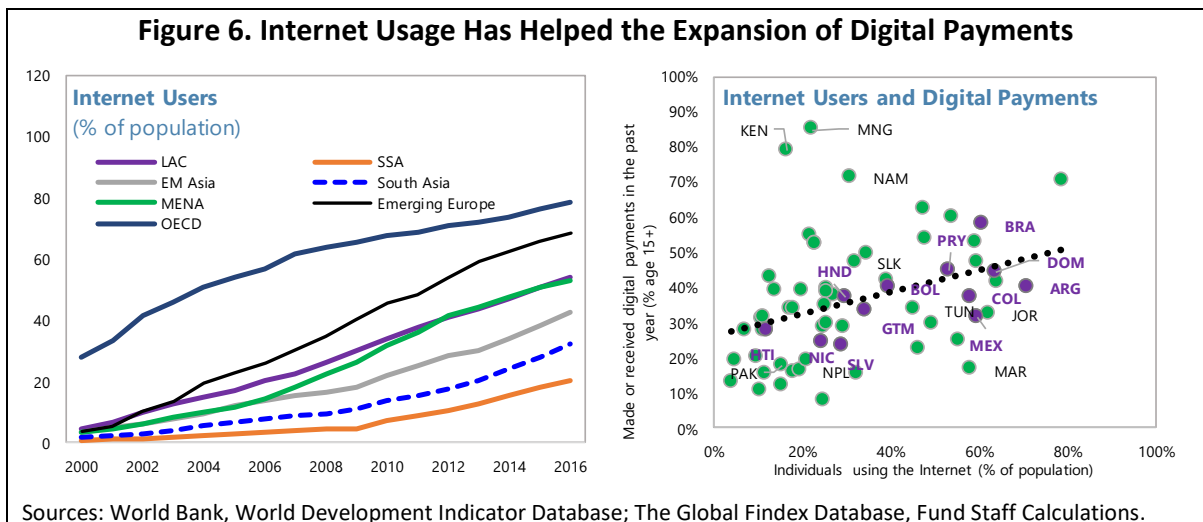 Figure 6. Internet Usage Has Helped the Expansion of Digital Payments
Internet Users
(% of population)
LAC
SSA
EM Asia
South Asia
MENA
Emerging Europe
OECD
120
100
80
60
40
20
0
2000 2002 2004 2006 2008 2010 2012 2014 2016
Internet Users and Digital Payments
Made or received digital payments in the past
year (% age 15+)
100%
90%
80%
70%
60%
50%
40%
30%
20%
10%
0%
KEN
MNG
NAM
BRA
PRY
SLK
DOM
HND
BOL
ARG
COL
TUN
JOR
GTM
MEX
HTI
NIC
SLV
PAK
NPL
MAR
0% 20% 40% 60% 80% 100%
Individuals using the Internet (% of population)
Sources: World Bank, World Development Indicator Database; The Global Findex Database, Fund Staff Calculations.